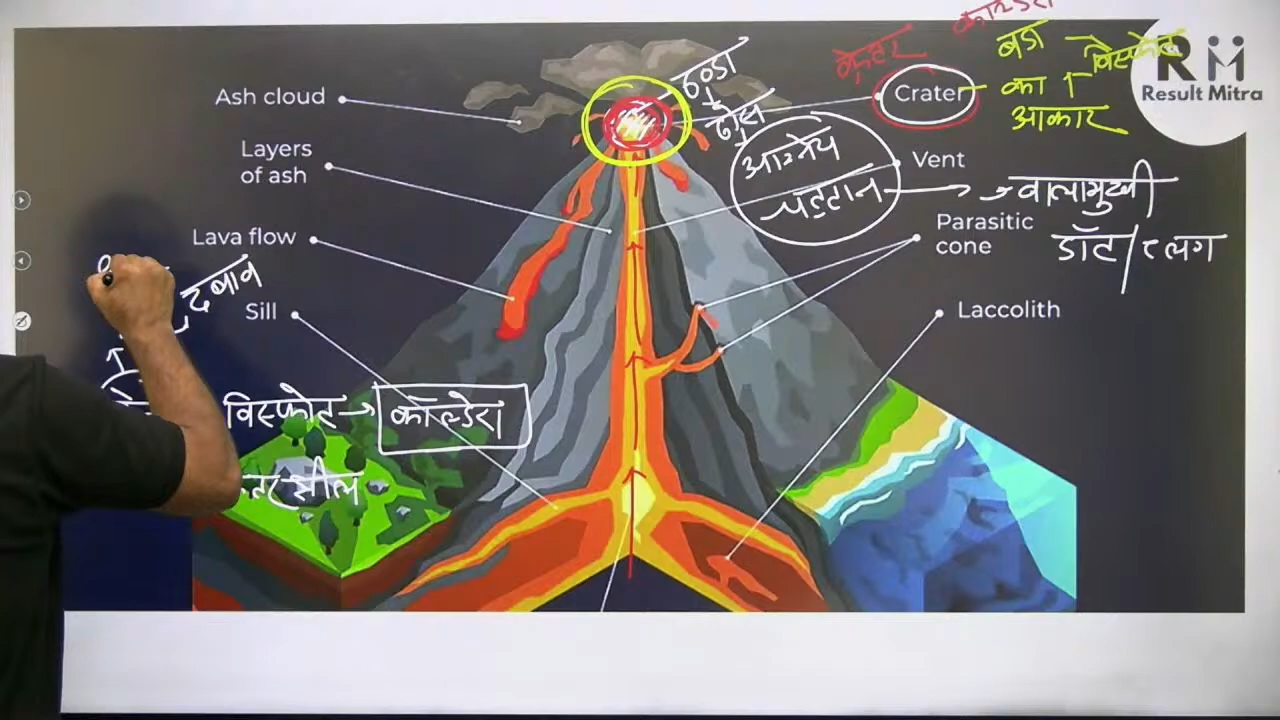 Ash cloud
Layers
of ash
Lava flow
Sill
Crater
Vent
Parasitic
cone
Laccolith
R
Result Mitra
क्रेटर
बडा
विस्फोट
का
आकार
ठण्डा
ठोस
आग्नेय
चट्टान
डॉट/प्लग
दबाव
विस्फोट
कॉल्डेरा
झील